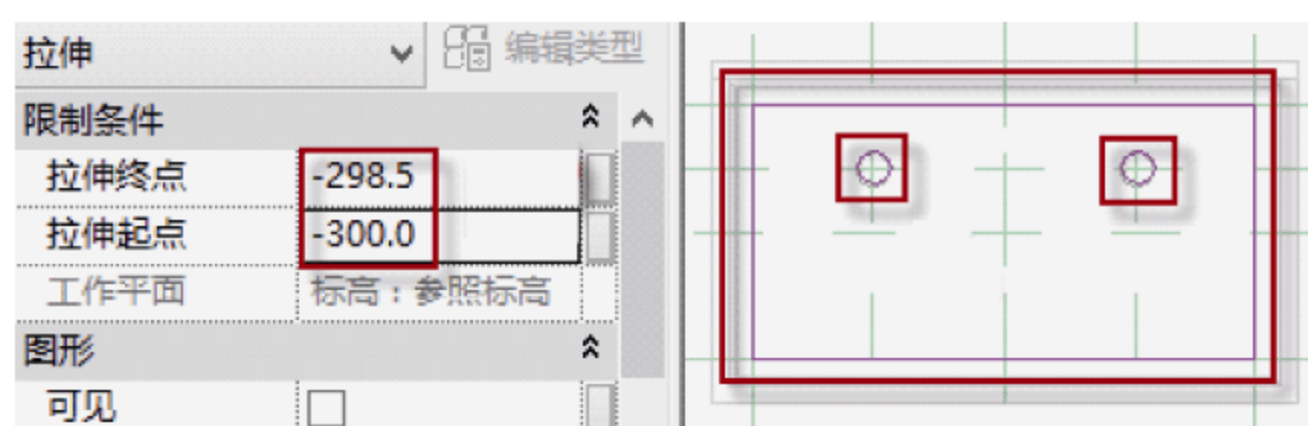 拉伸
编辑类型
限制条件
拉伸终点 -298.5
拉伸起点 -300.0
工作平面 标高：参照标高
图形
可见